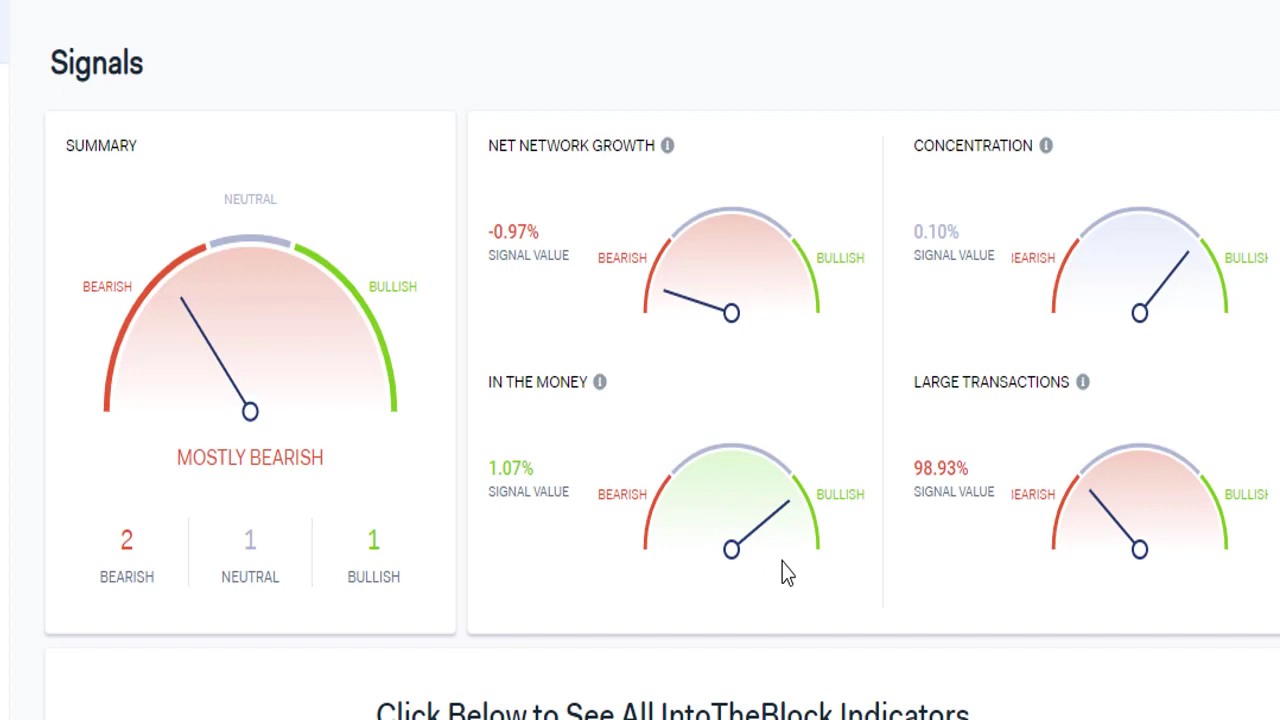 Signals
SUMMARY
NEUTRAL
BEARISH
BULLISH
MOSTLY BEARISH
2
BEARISH
1
NEUTRAL
1
BULLISH
NET NETWORK GROWTH
-0.97%
SIGNAL VALUE
BEARISH
BULLISH
CONCENTRATION
0.10%
SIGNAL VALUE
IEARISH
BULLISH
IN THE MONEY
1.07%
SIGNAL VALUE
BEARISH
BULLISH
LARGE TRANSACTIONS
98.93%
SIGNAL VALUE
IEARISH
BULLISH
Click Below to See All IntoTheBlock Indicators